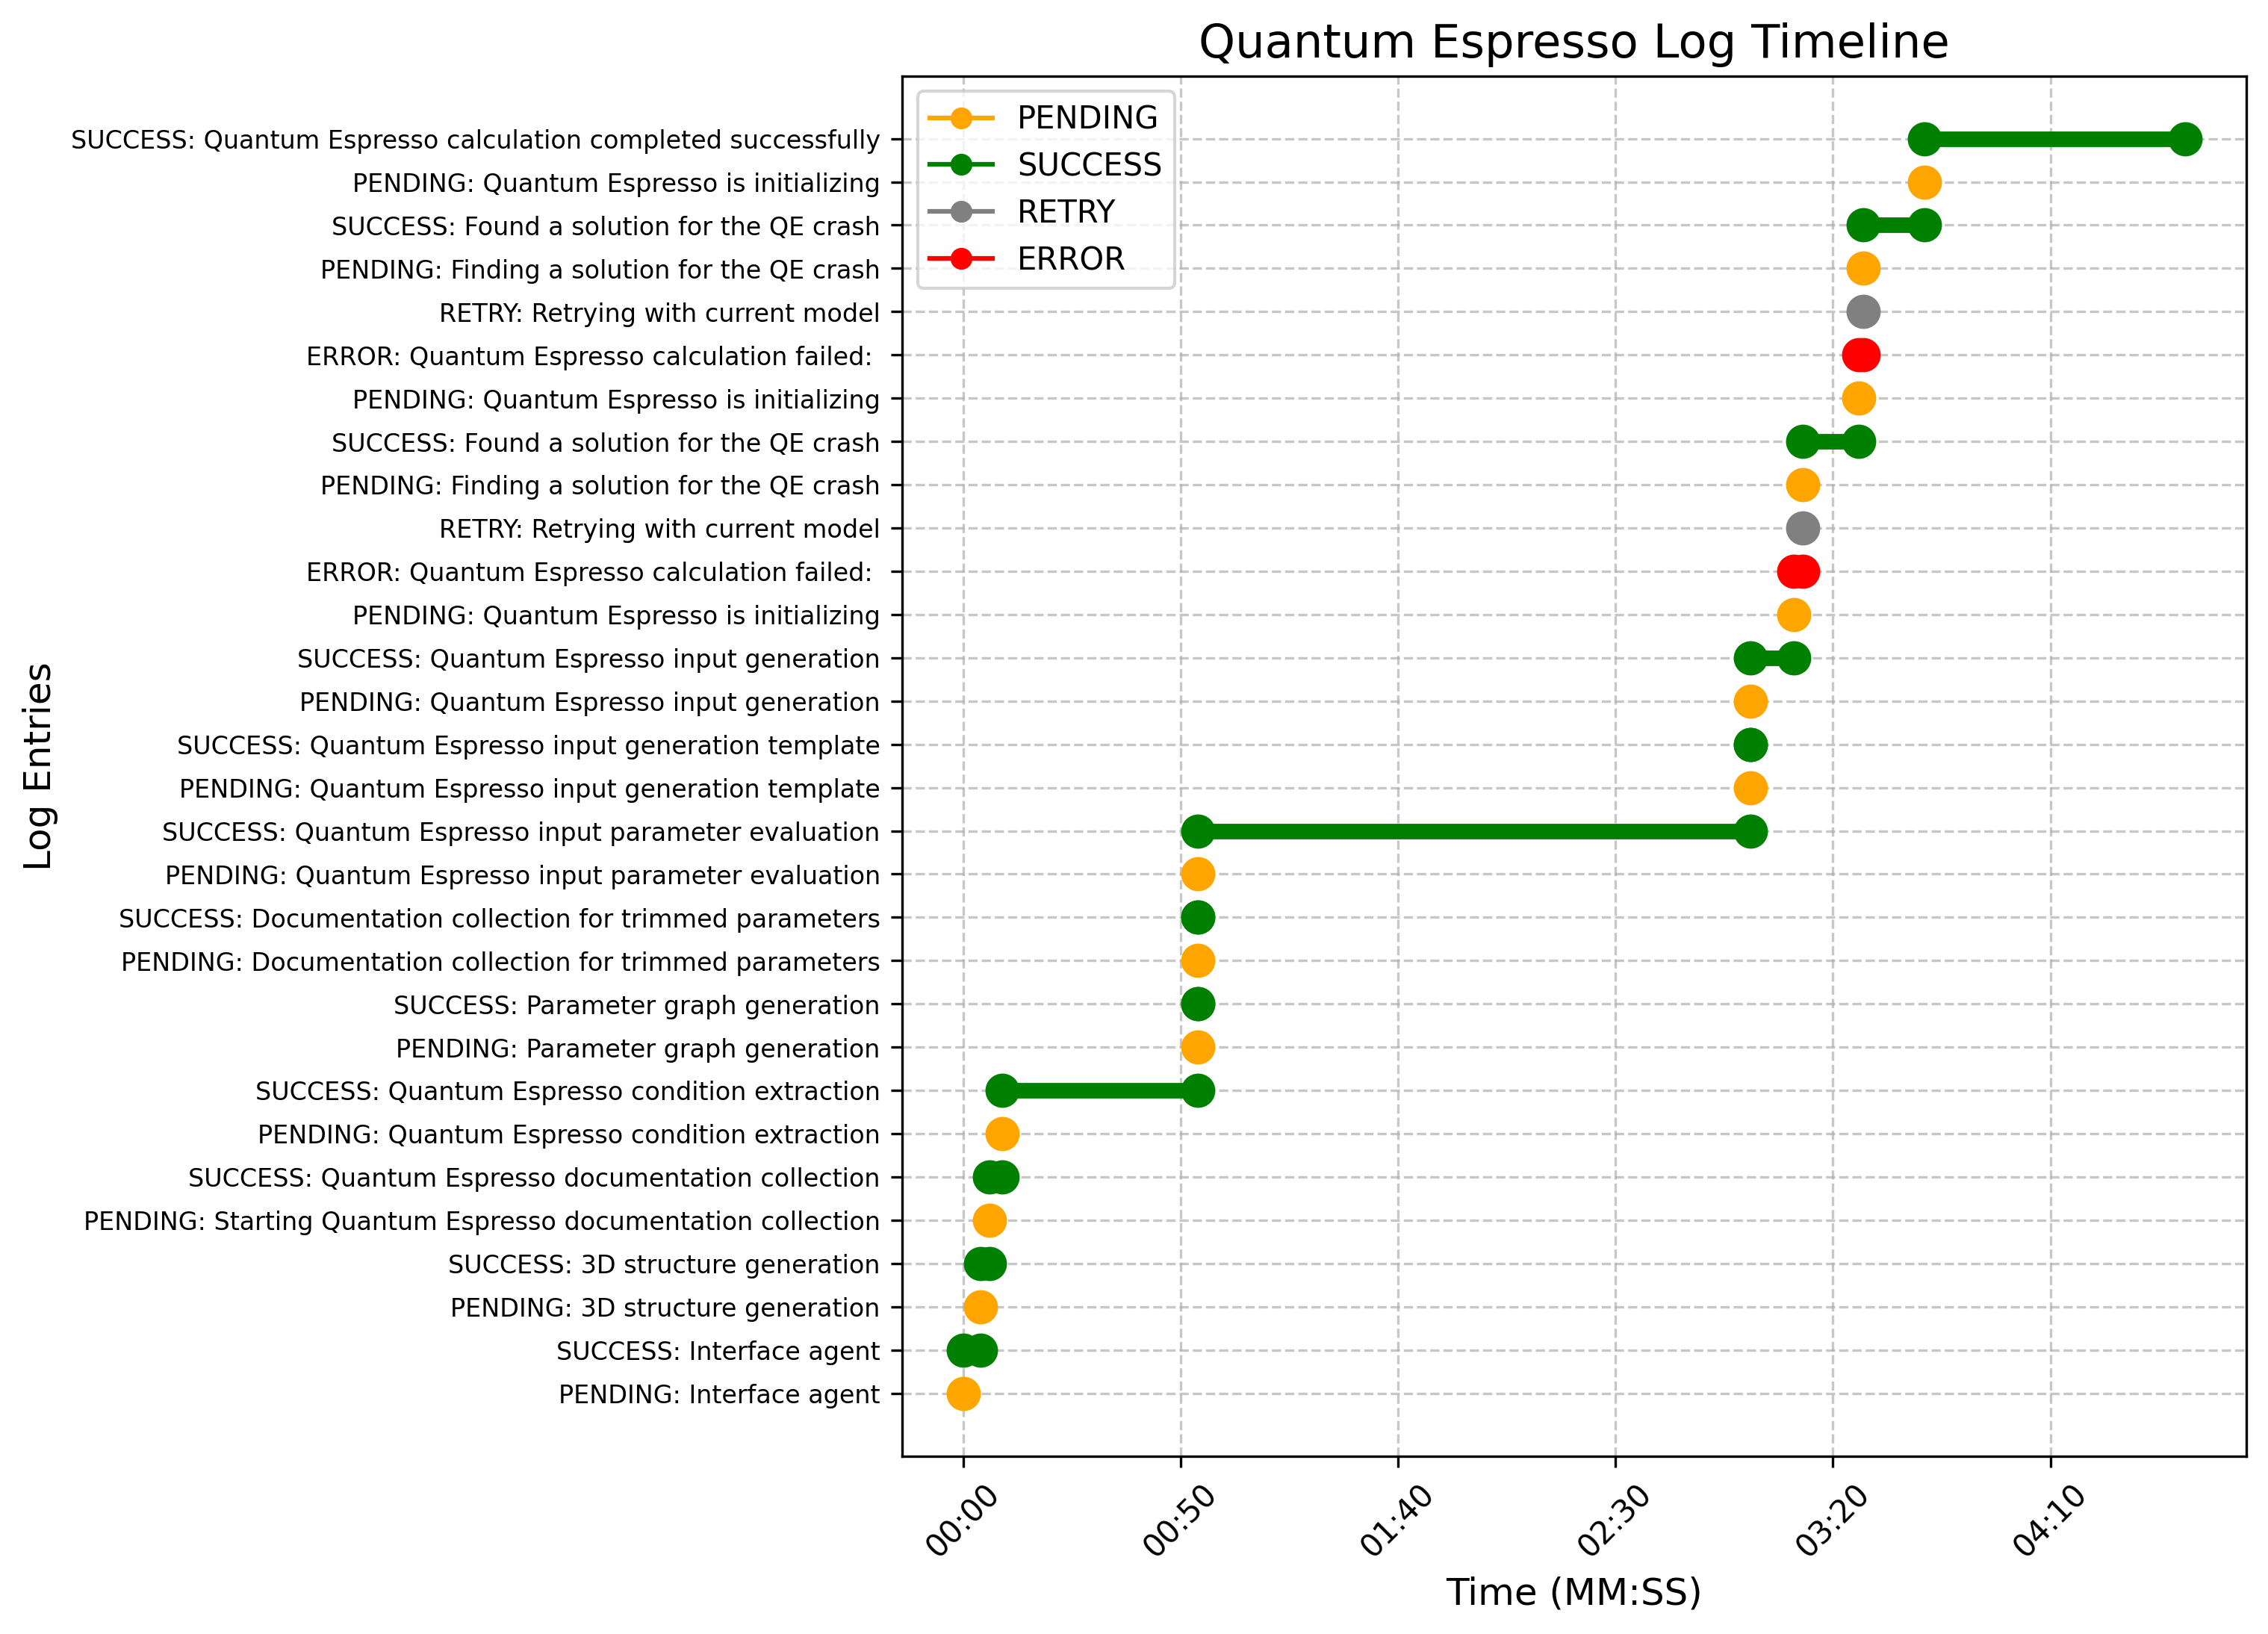 Quantum Espresso Log Timeline
PENDING
SUCCESS
RETRY
ERROR
SUCCESS: Quantum Espresso calculation completed successfully
PENDING: Quantum Espresso is initializing
SUCCESS: Found a solution for the QE crash
PENDING: Finding a solution for the QE crash
RETRY: Retrying with current model
ERROR: Quantum Espresso calculation failed:
PENDING: Quantum Espresso is initializing
SUCCESS: Found a solution for the QE crash
PENDING: Finding a solution for the QE crash
RETRY: Retrying with current model
ERROR: Quantum Espresso calculation failed:
PENDING: Quantum Espresso is initializing
SUCCESS: Quantum Espresso input generation
PENDING: Quantum Espresso input generation
SUCCESS: Quantum Espresso input generation template
PENDING: Quantum Espresso input generation template
SUCCESS: Quantum Espresso input parameter evaluation
PENDING: Quantum Espresso input parameter evaluation
SUCCESS: Documentation collection for trimmed parameters
PENDING: Documentation collection for trimmed parameters
SUCCESS: Parameter graph generation
PENDING: Parameter graph generation
SUCCESS: Quantum Espresso condition extraction
PENDING: Quantum Espresso condition extraction
SUCCESS: Quantum Espresso documentation collection
PENDING: Starting Quantum Espresso documentation collection
SUCCESS: 3D structure generation
PENDING: 3D structure generation
SUCCESS: Interface agent
PENDING: Interface agent
Log Entries
00:00
00:50
01:40
02:30
03:20
04:10
Time (MM:SS)